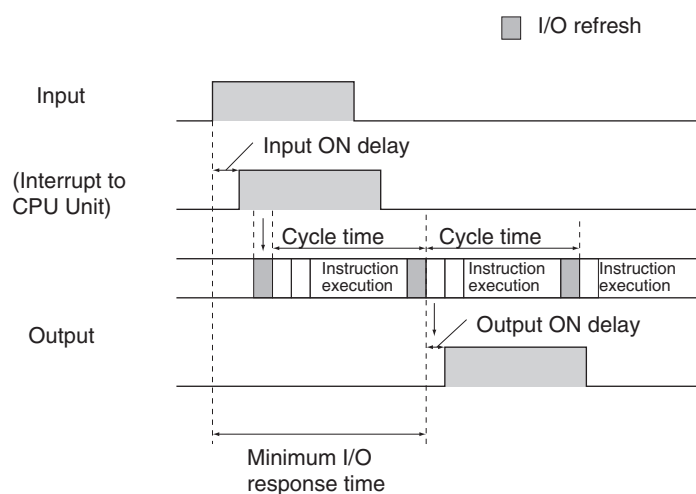 I/O refresh
Input
Input ON delay
(Interrupt to
CPU Unit)
Cycle time
Cycle time
Instruction
execution
Instruction
execution
Instruction
execution
Output
Output ON delay
Minimum I/O
response time